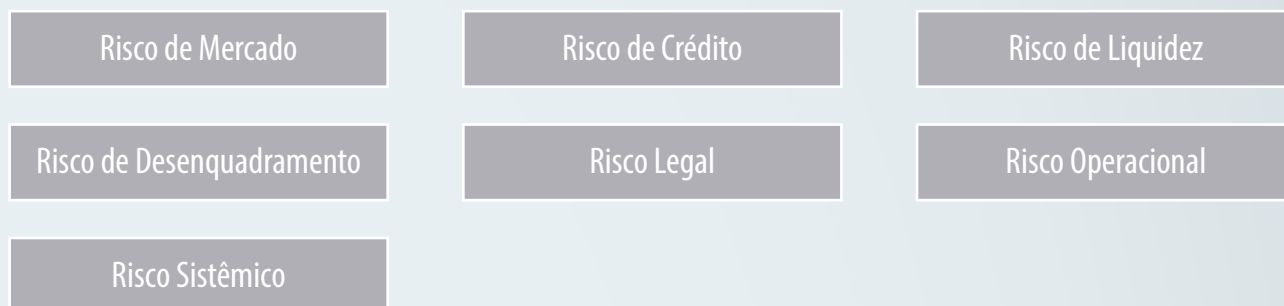 Risco de Mercado
Risco de Crédito
Risco de Liquidez
Risco de Desenquadramento
Risco Legal
Risco Operacional
Risco Sistêmico